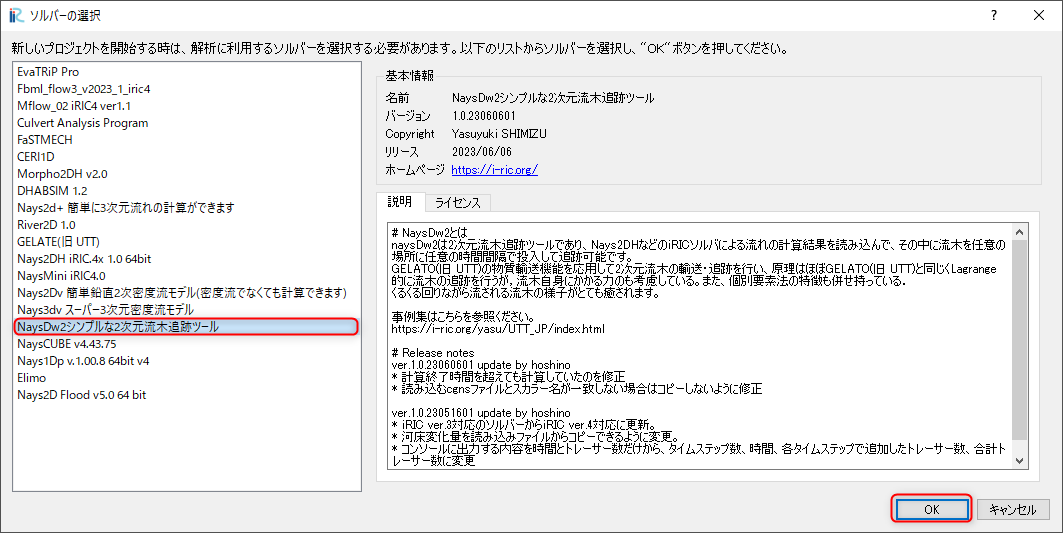 ソルバーの選択
新しいプロジェクトを開始する時は、解析に利用するソルバーを選択する必要があります。以下のリストからソルバーを選択し、“OK“ボタンを押してください。
EvaTRiP Pro
Fbml_flow3_v2023_1_iric4
Mflow_02 iRIC4 ver1.1
Culvert Analysis Program
FaSTMECH
CERI1D
Morpho2DH v2.0
DHABSIM 1.2
Nays2d+ 簡単に3次元流れの計算ができます
River2D 1.0
GELATE(旧 UTT)
Nays2DH iRIC.4x 1.0 64bit
NaysMini iRIC4.0
Nays2Dv 簡単鉛直2次密度流モデル(密度流でなくても計算できます)
Nays3dv スーパー3次元密度流モデル
NaysDw2シンプルな2次元流木追跡ツール
NaysCUBE v4.43.75
Nays1Dp v.1.00.8 64bit v4
Elimo
Nays2D Flood v5.0 64 bit
基本情報
名前 NaysDw2シンプルな2次元流木追跡ツール
バージョン 1.0.23060601
Copyright Yasuyuki SHIMIZU
リリース 2023/06/06
ホームページ https://i-ric.org/
説明 ライセンス
# NaysDw2とは
naysDw2は2次元流木追跡ツールであり、Nays2DHなどのiRICソルバによる流れの計算結果を読み込んで、その中に流木を任意の
場所に任意の時間間隔で投入して追跡可能です。
GELATO(旧 UTT)の物質輸送機能を応用して2次元流木の輸送・追跡を行い、原理はほぼGELATO(旧 UTT)と同じくLagrange
的に流木の追跡を行うが，流木自身にかかる力のも考慮している。また、個別要素法の特徴も併せ持っている．
くるくる回りながら流される流木の様子がとても癒されます。
事例集はこちらを参照ください。
https://i-ric.org/yasu/UTT_JP/index.html
# Release notes
ver.1.0.23060601 update by hoshino
* 計算終了時間を超えても計算していたのを修正
* 読み込むcgnsファイルとスカラー名が一致しない場合はコピーしないように修正
ver.1.0.23051601 update by hoshino
* iRIC ver.3対応のソルバーからiRIC ver.4対応に更新。
* 河床変化量を読み込みファイルからコピーできるように変更。
* コンソールに出力する内容を時間とトレーサー数だけから、タイムステップ数、時間、各タイムステップで追加したトレーサー数、合計ト
レーサー数に変更
OK キャンセル